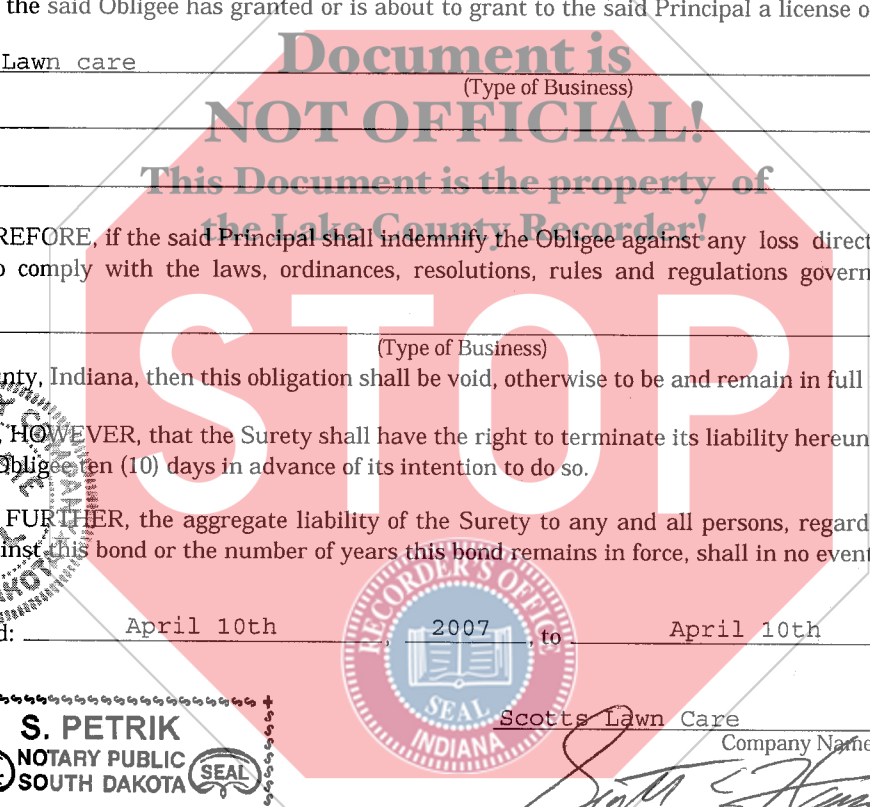 the said Obligee has granted or is about to grant to the said Principal a license o
Document is
Lawn care
(Type of Business)
NOT OFFICIAL!
This Document is the property of
the Lake County Recorder!
REFORE, if the said Principal shall indemnify the Obligee against any loss direct
o comply with the laws, ordinances, resolutions, rules and regulations govern
STOP
(Type of Business)
nty, Indiana, then this obligation shall be void, otherwise to be and remain in full
HOWEVER, that the Surety shall have the right to terminate its liability hereun
Obligee ten (10) days in advance of its intention to do so.
FURTHER, the aggregate liability of the Surety to any and all persons, regard
inst this bond or the number of years this bond remains in force, shall in no event
RECORDER'S OFFICE
d: April 10th, 2007, to April 10th
SEAL
INDIANA
Scotts Lawn Care
Company Name
S. PETRIK
NOTARY PUBLIC
SOUTH DAKOTA
SEAL